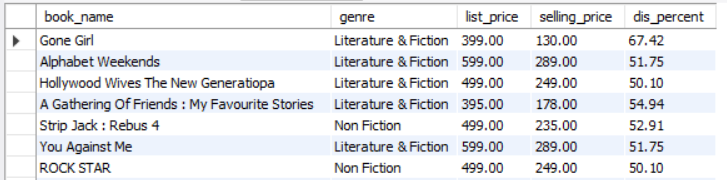 book_name genre list_price selling_price dis_percent
Gone Girl Literature & Fiction 399.00 130.00 67.42
Alphabet Weekends Literature & Fiction 599.00 289.00 51.75
Hollywood Wives The New Generatiopa Literature & Fiction 499.00 249.00 50.10
A Gathering Of Friends : My Favourite Stories Literature & Fiction 395.00 178.00 54.94
Strip Jack : Rebus 4 Non Fiction 499.00 235.00 52.91
You Against Me Literature & Fiction 599.00 289.00 51.75
ROCK STAR Non Fiction 499.00 249.00 50.10